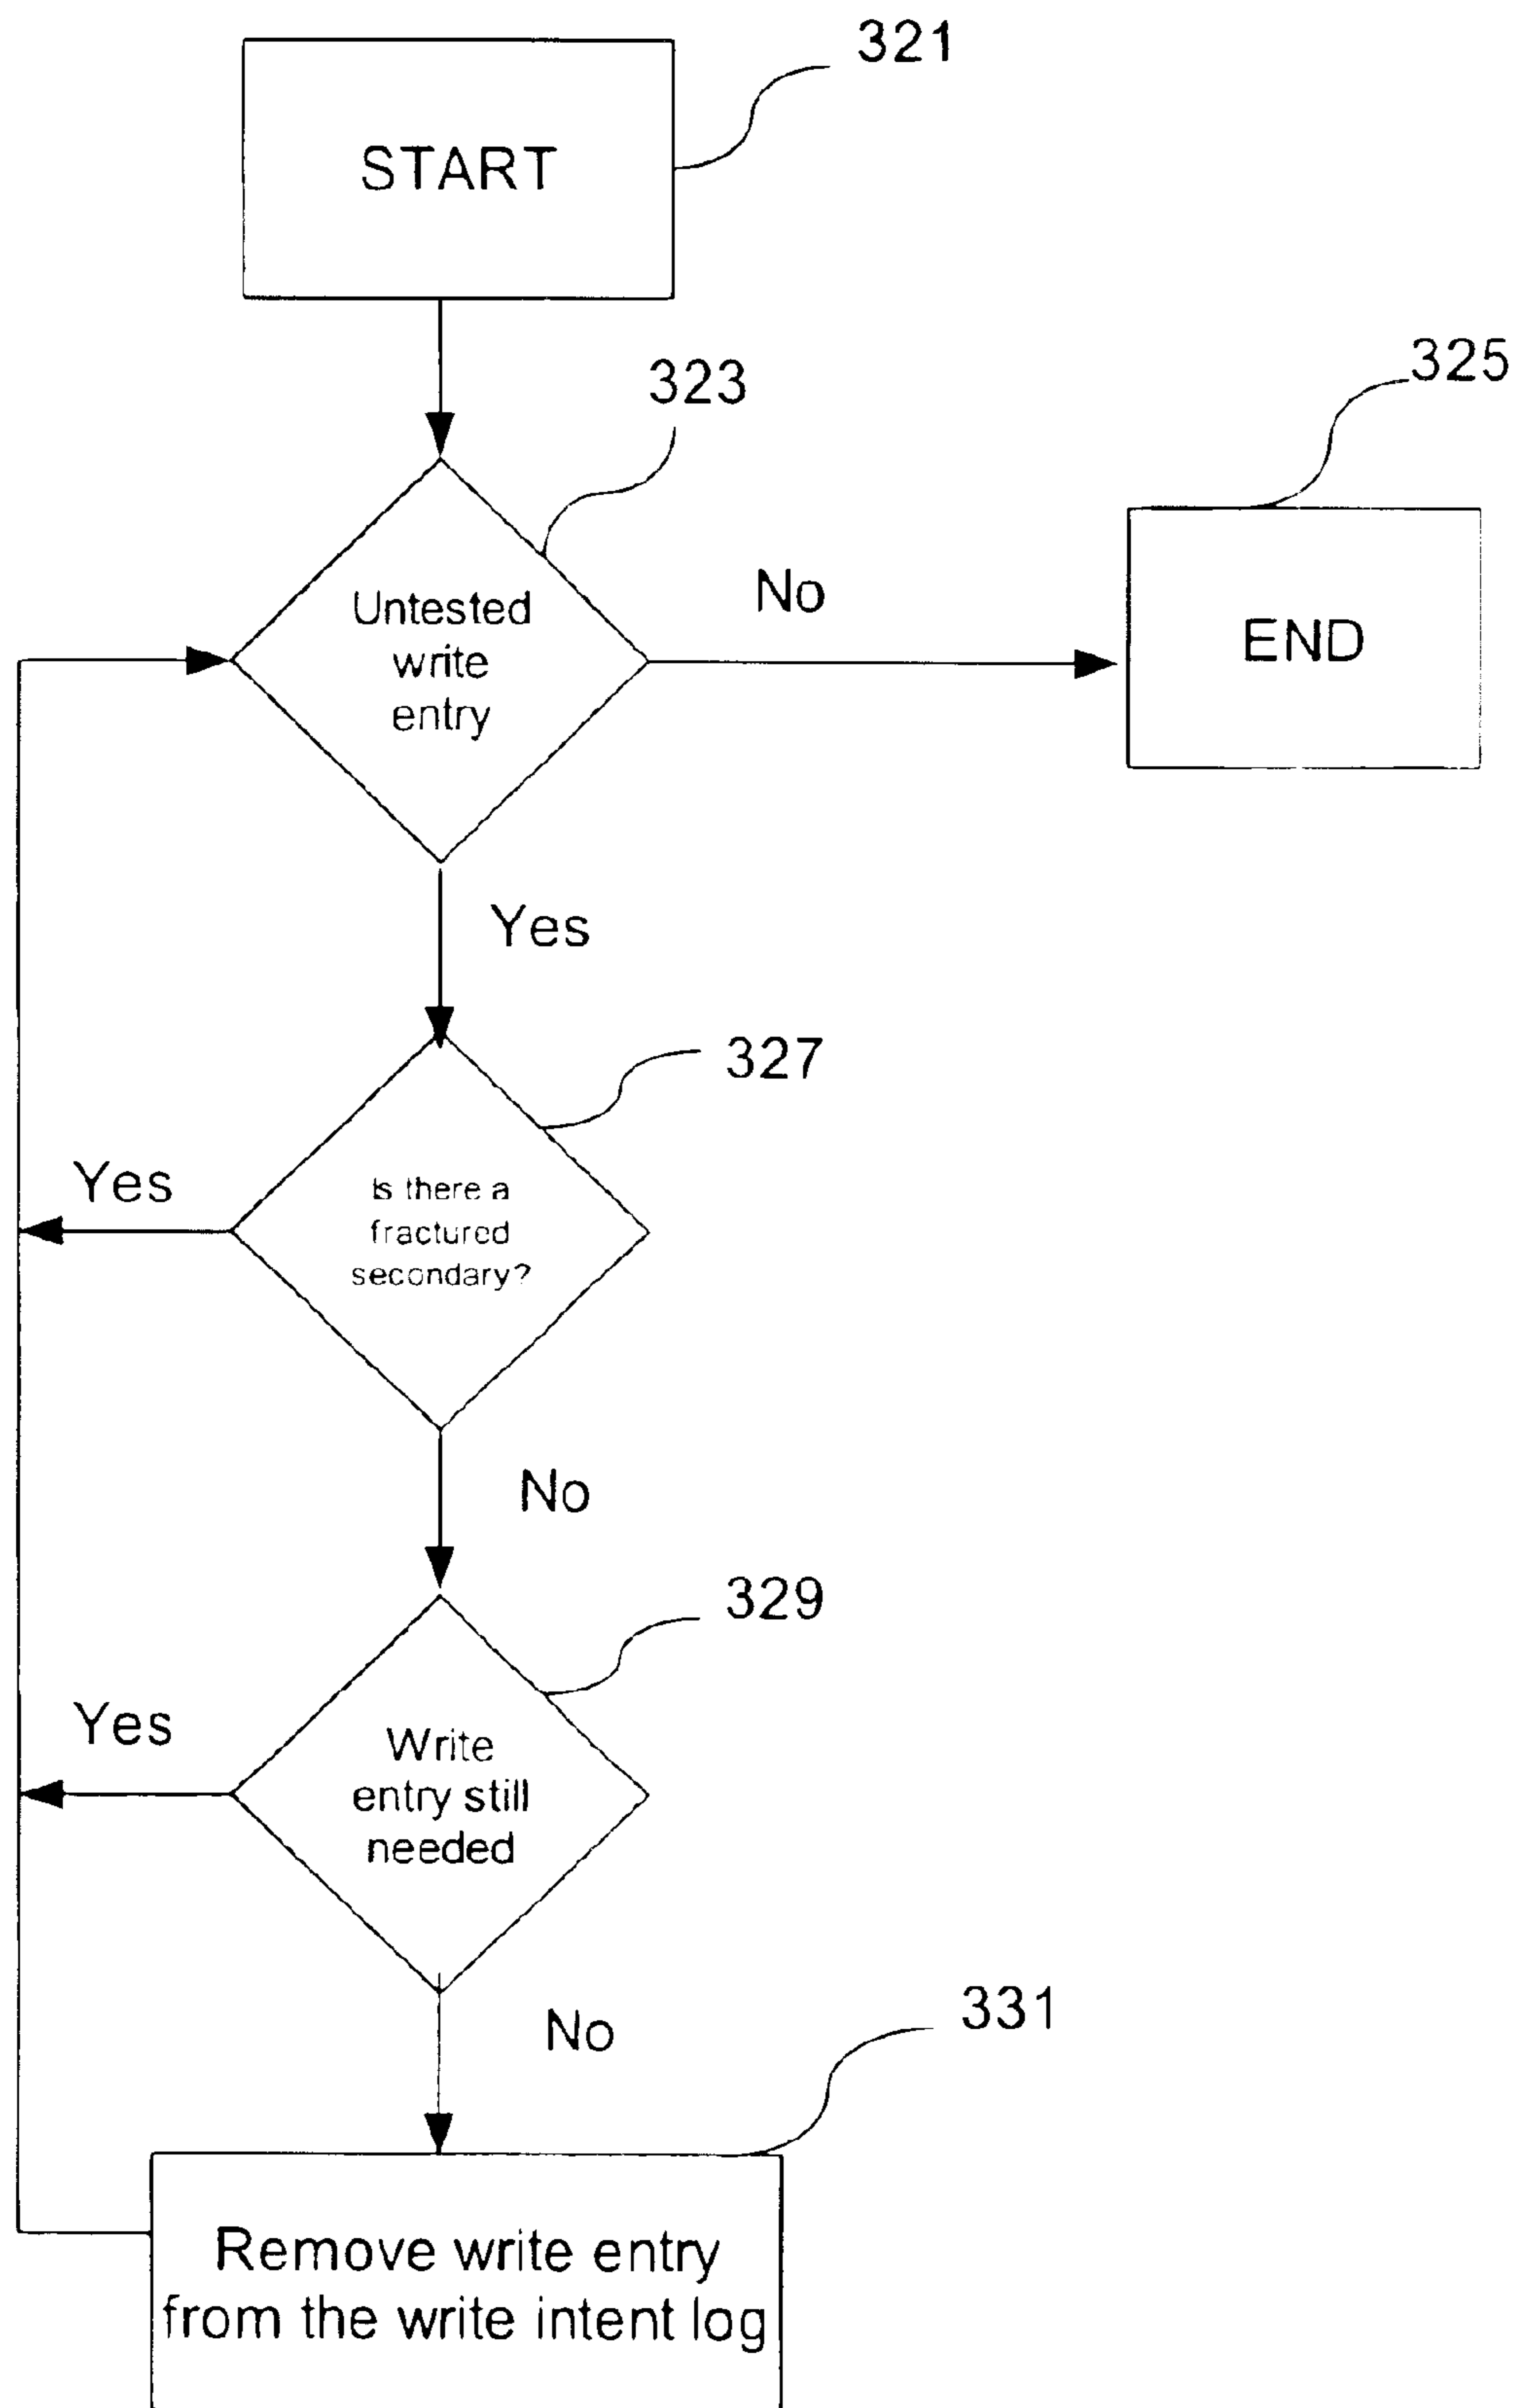 321
START
323
325
Untested
write
entry
No
END
Yes
327
Yes
Is there a
fractured
secondary?
No
329
Yes
Write
entry still
needed
No
331
Remove write entry
from the write intent log